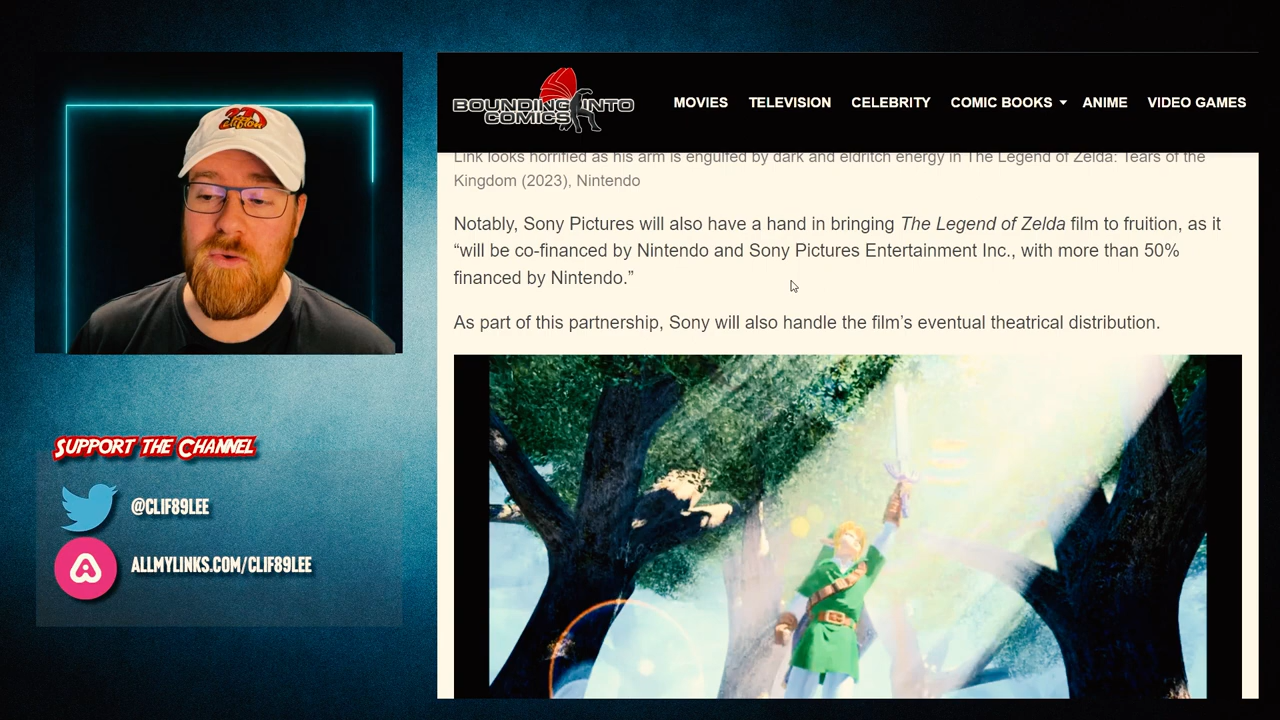 BOUNDING INTO
COMICS
MOVIES TELEVISION CELEBRITY COMIC BOOKS ANIME VIDEO GAMES
Link looks horrified as his arm is engulfed by dark and eldritch energy in The Legend of Zelda: Tears of the
Kingdom (2023), Nintendo
Notably, Sony Pictures will also have a hand in bringing The Legend of Zelda film to fruition, as it
“will be co-financed by Nintendo and Sony Pictures Entertainment Inc., with more than 50%
financed by Nintendo.”
As part of this partnership, Sony will also handle the film’s eventual theatrical distribution.
SUPPORT THE CHANNEL
@CLIF89LEE
ALLMYLINKS.COM/CLIF89LEE